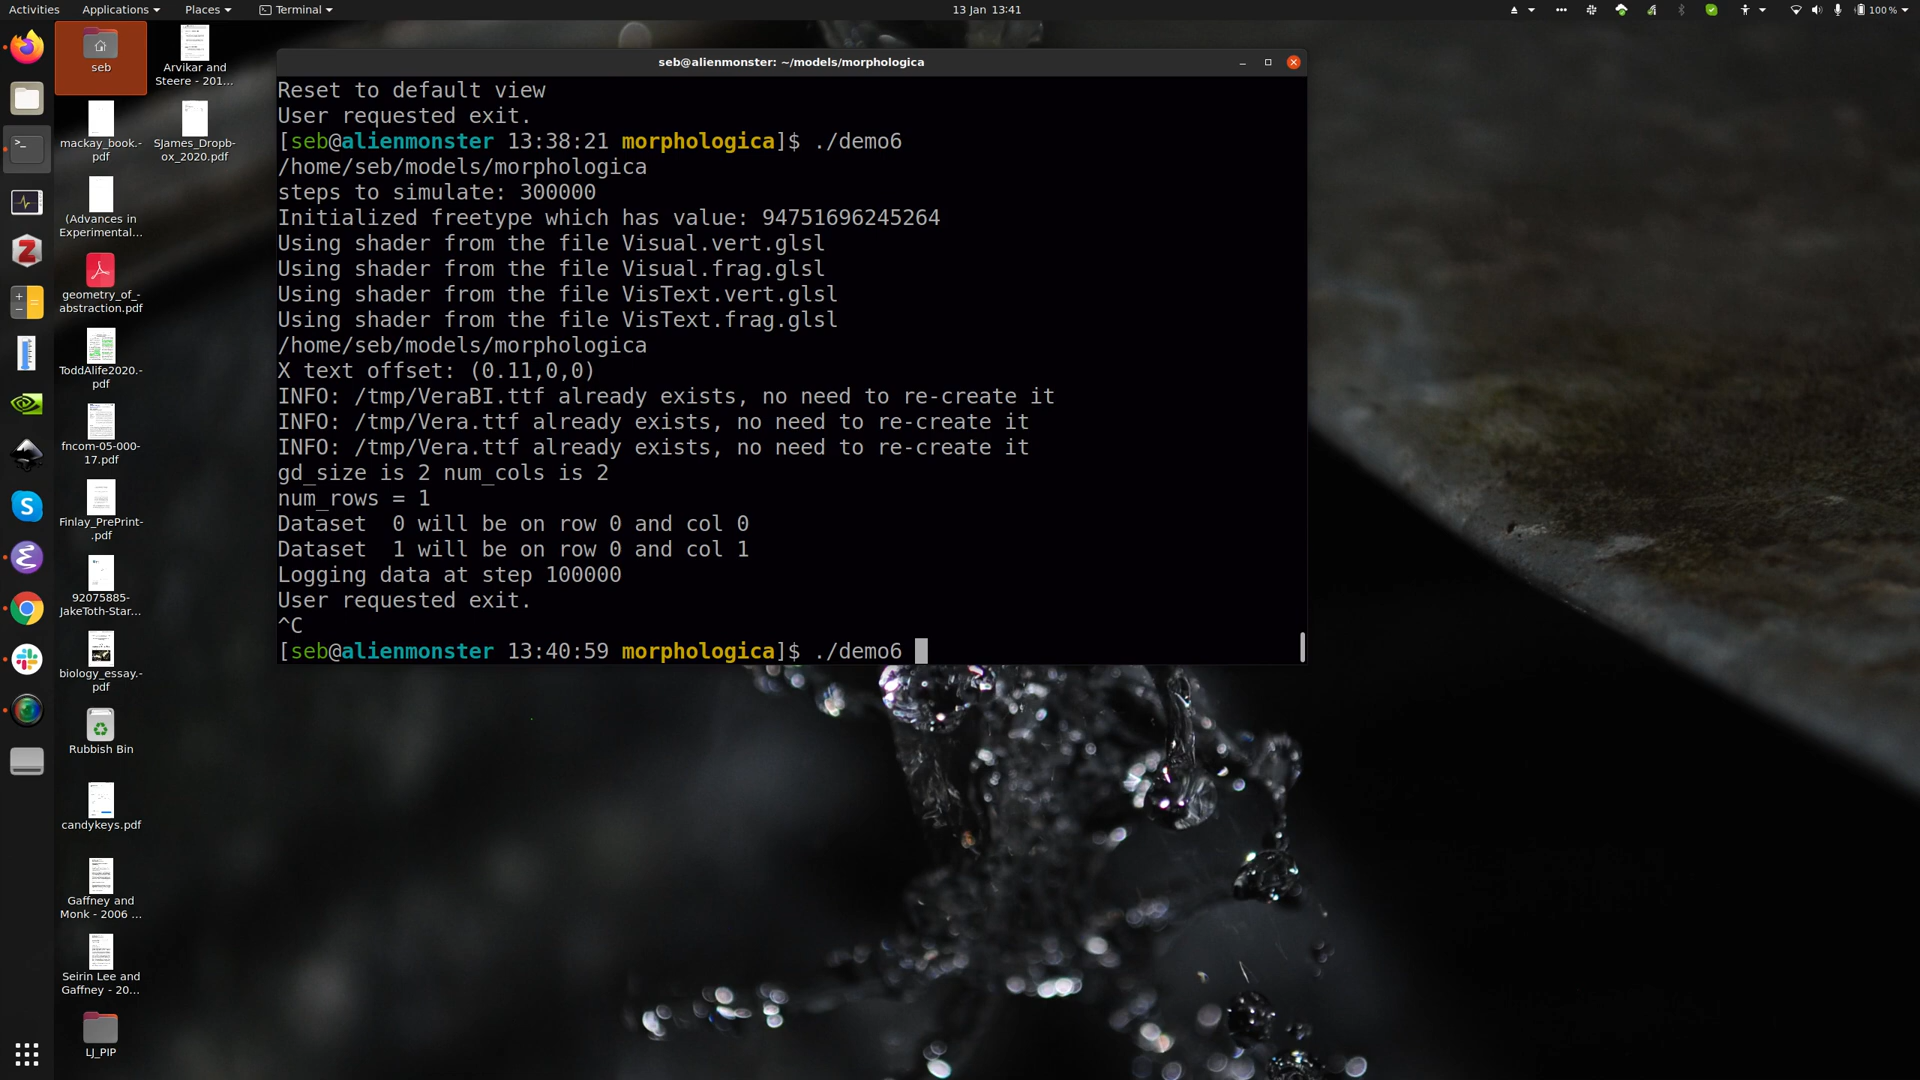 Activities
Applications
Places
Terminal
13 Jan 13:41
100 %
seb
Arvikar and
Steere - 201...
mackay_book.-
pdf
SJames_Dropb-
ox_2020.pdf
(Advances in
Experimental...
geometry_of_-
abstraction.pdf
ToddAlife2020.-
pdf
fncom-05-000-
17.pdf
Finlay_PrePrint-
.pdf
92075885-
JakeToth-Star...
biology_essay.-
pdf
Rubbish Bin
candykeys.pdf
Gaffney and
Monk - 2006 ...
Seirin Lee and
Gaffney - 20...
LJ_PIP
seb@alienmonster: ~/models/morphologica
Reset to default view
User requested exit.
[seb@alienmonster 13:38:21 morphologica]$ ./demo6
/home/seb/models/morphologica
steps to simulate: 300000
Initialized freetype which has value: 94751696245264
Using shader from the file Visual.vert.glsl
Using shader from the file Visual.frag.glsl
Using shader from the file VisText.vert.glsl
Using shader from the file VisText.frag.glsl
/home/seb/models/morphologica
X text offset: (0.11,0,0)
INFO: /tmp/VeraBI.ttf already exists, no need to re-create it
INFO: /tmp/Vera.ttf already exists, no need to re-create it
INFO: /tmp/Vera.ttf already exists, no need to re-create it
gd_size is 2 num_cols is 2
num_rows = 1
Dataset  0 will be on row 0 and col 0
Dataset  1 will be on row 0 and col 1
Logging data at step 100000
User requested exit.
^C
[seb@alienmonster 13:40:59 morphologica]$ ./demo6